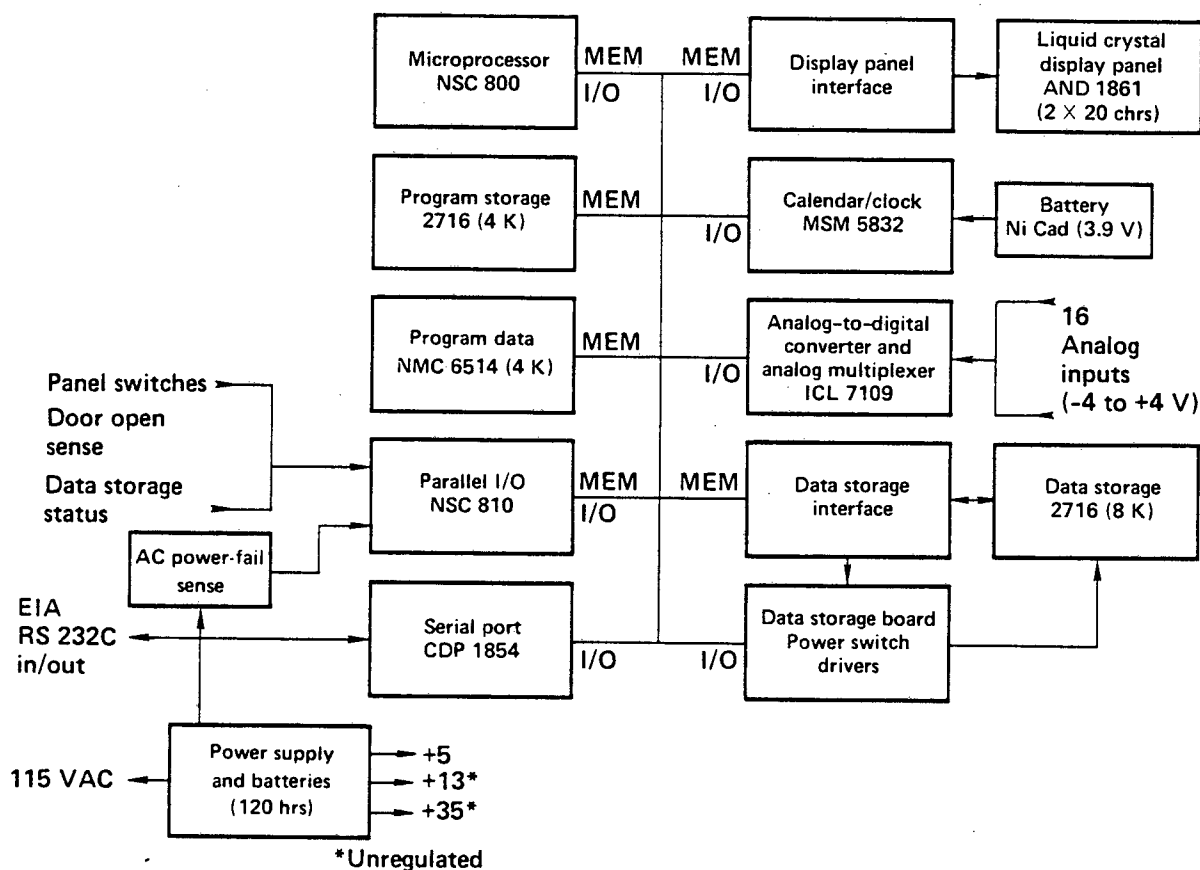 Microprocessor
NSC 800
MEM
I/O
MEM
I/O
Display panel
interface
Liquid crystal
display panel
AND 1861
(2 X 20 chrs)
Program storage
2716 (4 K)
MEM
I/O
Calendar/clock
MSM 5832
Battery
Ni Cad (3.9 V)
Program data
NMC 6514 (4 K)
MEM
I/O
Analog-to-digital
converter and
analog multiplexer
ICL 7109
16
Analog
inputs
(-4 to +4 V)
Panel switches
Door open
sense
Data storage
status
Parallel I/O
NSC 810
MEM
I/O
MEM
Data storage
interface
Data storage
2716 (8 K)
AC power-fail
sense
EIA
RS 232C
in/out
Serial port
CDP 1854
I/O
I/O
Data storage board
Power switch
drivers
115 VAC
Power supply
and batteries
(120 hrs)
+5
+13*
+35*
*Unregulated